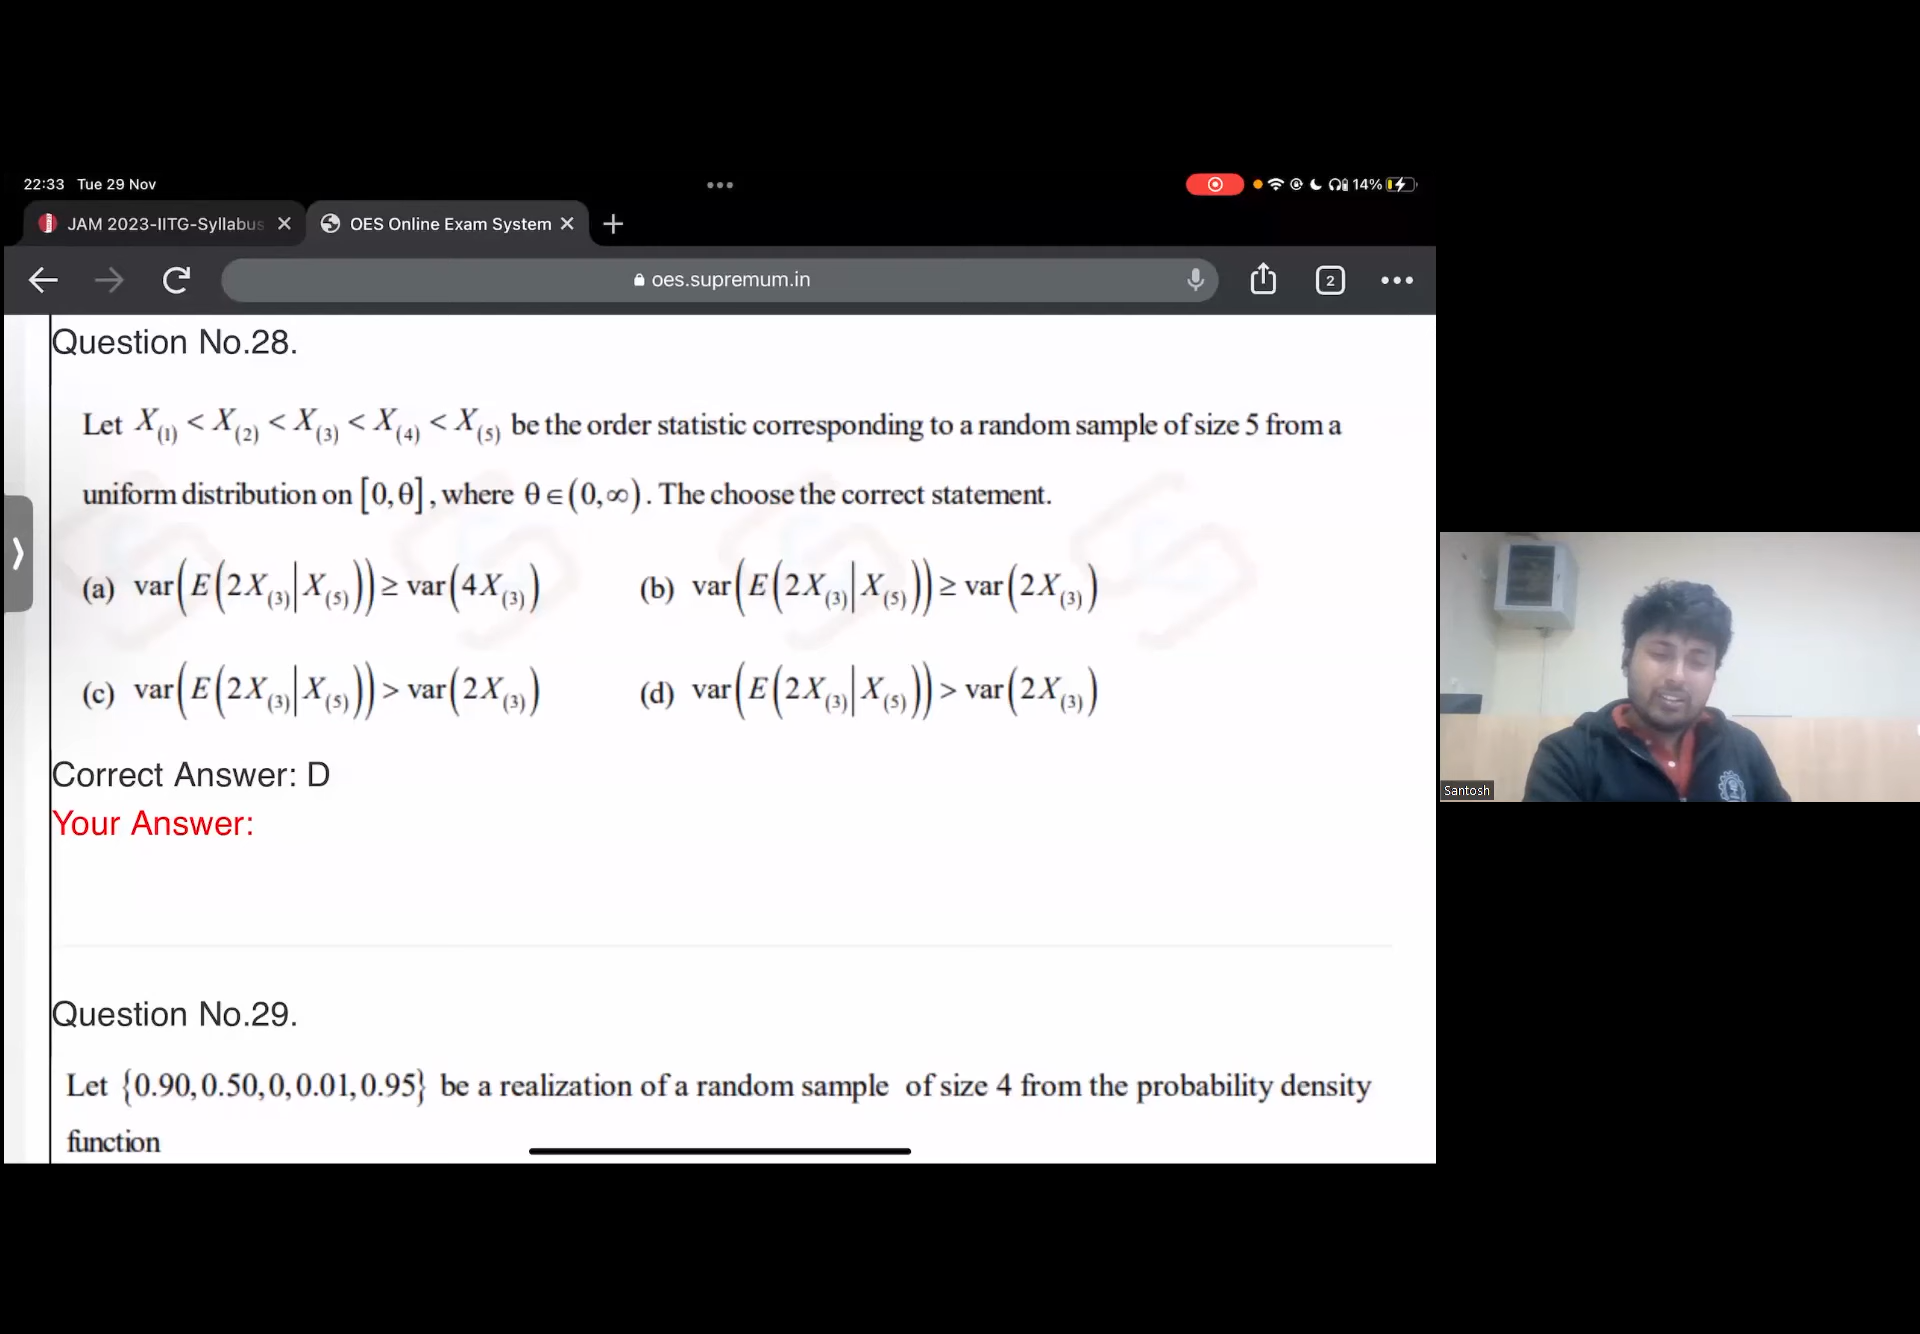 22:33 Tue 29 Nov
14%
JAM 2023-IITG-Syllabus
OES Online Exam System
oes.supremum.in
2
Question No.28.
Let X(1) < X(2) < X(3) < X(4) < X(5) be the order statistic corresponding to a random sample of size 5 from a
uniform distribution on [0,θ], where θ∈(0,∞). The choose the correct statement.
(a) var(E(2X(3)|X(5))) ≥ var(4X(3)) (b) var(E(2X(3)|X(5))) ≥ var(2X(3))
(c) var(E(2X(3)|X(5))) > var(2X(3)) (d) var(E(2X(3)|X(5))) > var(2X(3))
Correct Answer: D
Your Answer:
Santosh
Question No.29.
Let {0.90,0.50,0,0.01,0.95} be a realization of a random sample of size 4 from the probability density
function